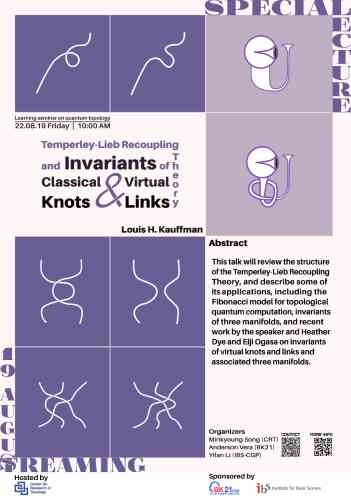 SPECIAL
LECTURE
Learning seminar on quantum topology
22.08.19 Friday | 10:00 AM
Temperley-Lieb Recoupling
Theory
and Invariants of
Classical & Virtual
Knots & Links
Louis H. Kauffman
Abstract
This talk will review the structure
of the Temperley-Lieb Recoupling
Theory, and describe some of
its applications, including the
Fibonacci model for topological
quantum computation, invariants
of three manifolds, and recent
work by the speaker and Heather
Dye and Eiji Ogasa on invariants
of virtual knots and links and
associated three manifolds.
19 AUGUST
STREAMING
Organizers
Minkyoung Song (CRT)
Anderson Vera (BK21)
Yifan Li (IBS-CGP)
CONTACT
MORE INFO
Hosted by
Center for
Research in
Topology
Sponsored by
BK21
ibS Institute for Basic Science